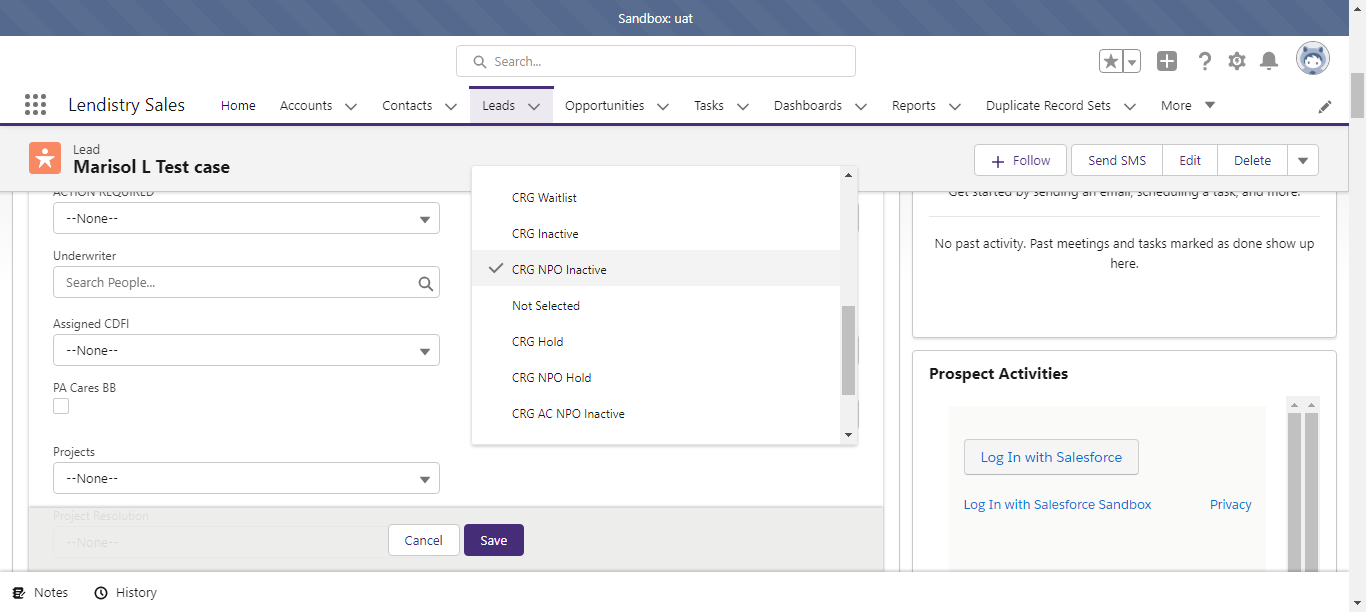 Sandbox: uat
Search...
Lendistry Sales
Home
Accounts
Contacts
Leads
Opportunities
Tasks
Dashboards
Reports
Duplicate Record Sets
More
Lead
Marisol L Test case
Follow
Send SMS
Edit
Delete
ACTION REQUIRED
--None--
Underwriter
Search People...
Assigned CDFI
--None--
PA Cares BB
Projects
--None--
Project Resolution
--None--
CRG Waitlist
CRG Inactive
CRG NPO Inactive
Not Selected
CRG Hold
CRG NPO Hold
CRG AC NPO Inactive
Cancel
Save
Get started by sending an email, scheduling a task, and more.
No past activity. Past meetings and tasks marked as done show up
here.
Prospect Activities
Log In with Salesforce
Log In with Salesforce Sandbox
Privacy
Notes
History